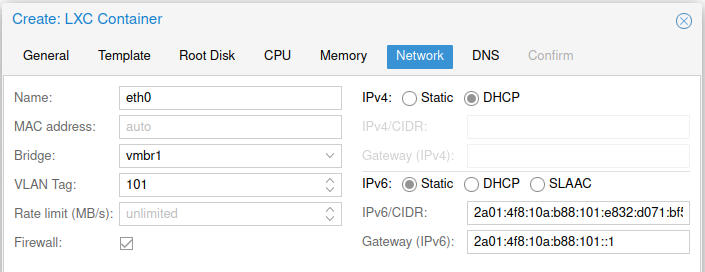 Create: LXC Container
General Template Root Disk CPU Memory Network DNS Confirm
Name: eth0
MAC address: auto
Bridge: vmbr1
VLAN Tag: 101
Rate limit (MB/s): unlimited
Firewall:
IPv4: Static DHCP
IPv4/CIDR:
Gateway (IPv4):
IPv6: Static DHCP SLAAC
IPv6/CIDR: 2a01:4f8:10a:b88:101:e832:d071:bf
Gateway (IPv6): 2a01:4f8:10a:b88:101::1